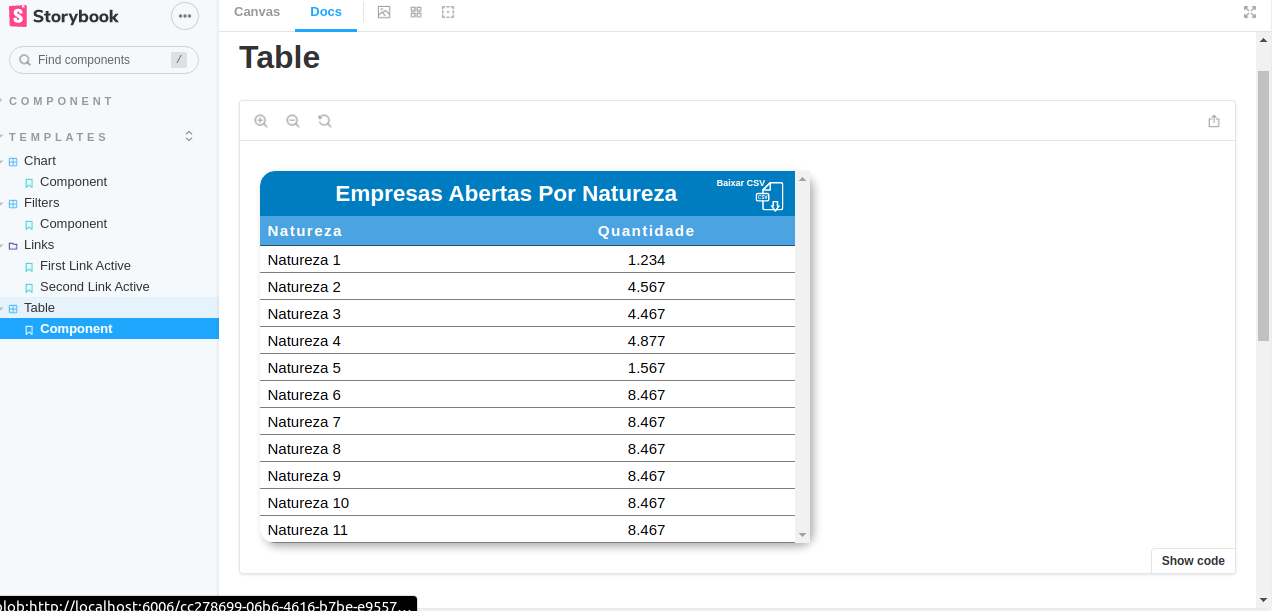 Storybook
Find components /
COMPONENT
TEMPLATES
Chart
Component
Filters
Component
Links
First Link Active
Second Link Active
Table
Component
Canvas Docs
Table
Empresas Abertas Por Natureza
Baixar CSV
CSV
Natureza Quantidade
Natureza 1 1.234
Natureza 2 4.567
Natureza 3 4.467
Natureza 4 4.877
Natureza 5 1.567
Natureza 6 8.467
Natureza 7 8.467
Natureza 8 8.467
Natureza 9 8.467
Natureza 10 8.467
Natureza 11 8.467
Show code
blob:http://localhost:6006/cc278699-06b6-4616-b7be-e9557...